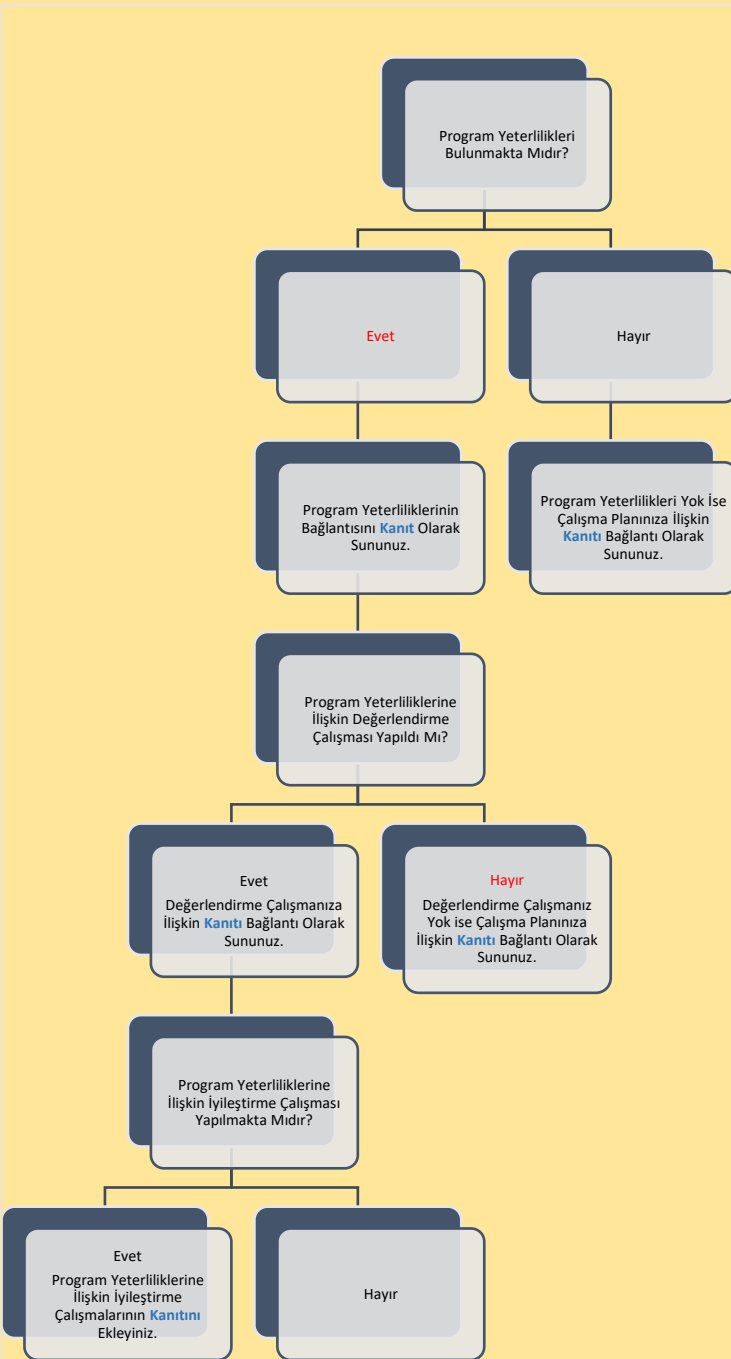 Program Yeterlilikleri
Bulunmakta Mıdır?
Evet
Hayır
Program Yeterliliklerinin
Bağlantısını Kanıt Olarak
Sununuz.
Program Yeterlilikleri Yok İse
Çalışma Planınıza İlişkin
Kanıtı Bağlantı Olarak
Sununuz.
Program Yeterliliklerine
İlişkin Değerlendirme
Çalışması Yapıldı Mı?
Evet
Değerlendirme Çalışmanıza
İlişkin Kanıtı Bağlantı Olarak
Sununuz.
Hayır
Değerlendirme Çalışmanız
Yok ise Çalışma Planınıza
İlişkin Kanıtı Bağlantı Olarak
Sununuz.
Program Yeterliliklerine
İlişkin İyileştirme Çalışması
Yapılmakta Mıdır?
Evet
Program Yeterliliklerine
İlişkin İyileştirme
Çalışmalarının Kanıtını
Ekleyiniz.
Hayır